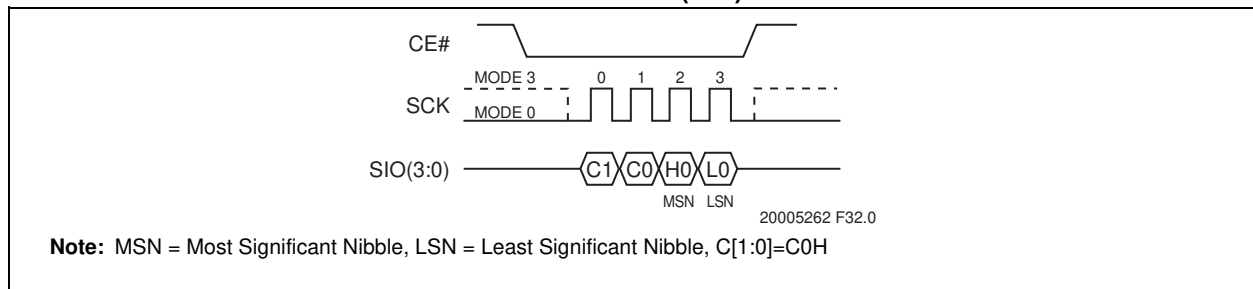 CE#
MODE 3 0 1 2 3
SCK
MODE 0
SIO(3:0) C1 C0 H0 L0
MSN LSN
20005262 F32.0
Note: MSN = Most Significant Nibble, LSN = Least Significant Nibble, C[1:0]=C0H